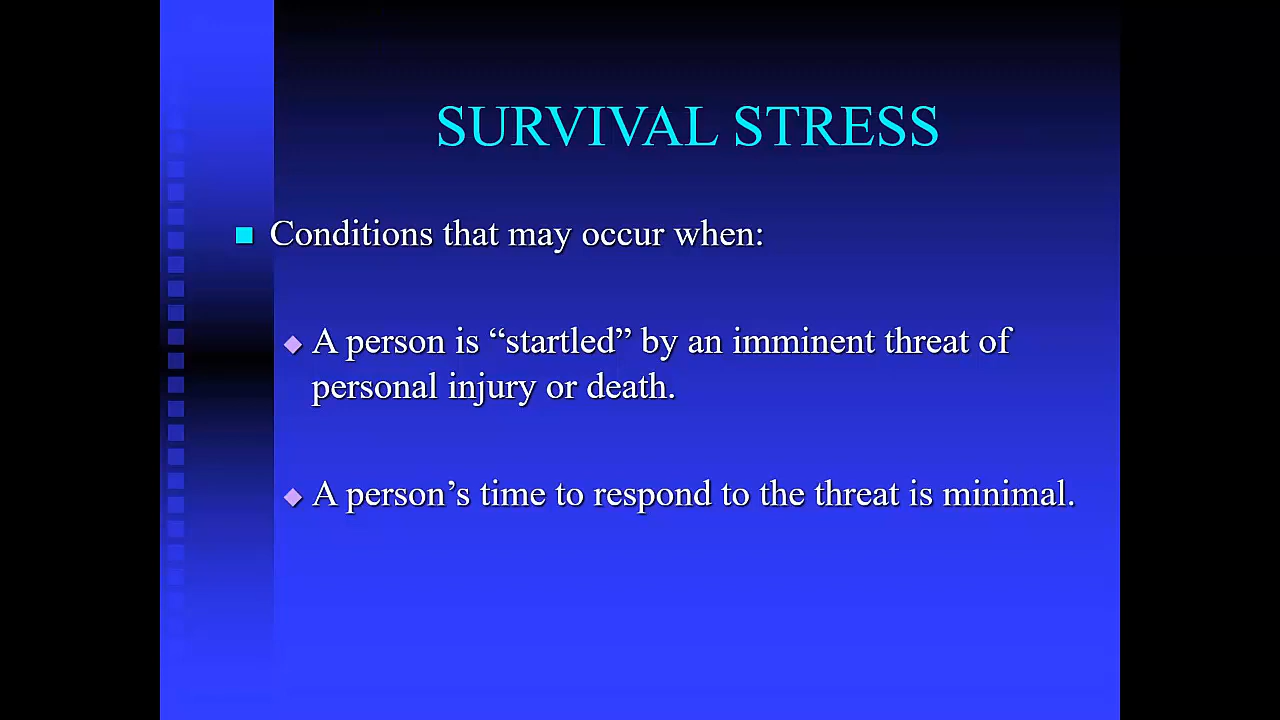 SURVIVAL STRESS
Conditions that may occur when:
A person is “startled” by an imminent threat of
personal injury or death.
A person’s time to respond to the threat is minimal.